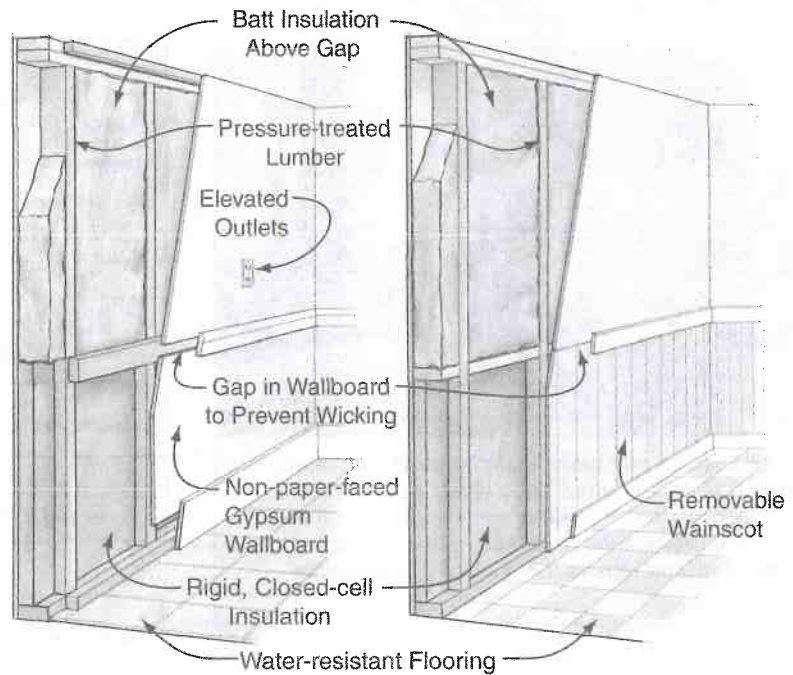 Batt Insulation
Above Gap
Pressure-treated
Lumber
Elevated
Outlets
Gap in Wallboard
to Prevent Wicking
Non-paper-faced
Gypsum
Wallboard
Removable
Wainscot
Rigid, Closed-cell
Insulation
Water-resistant Flooring